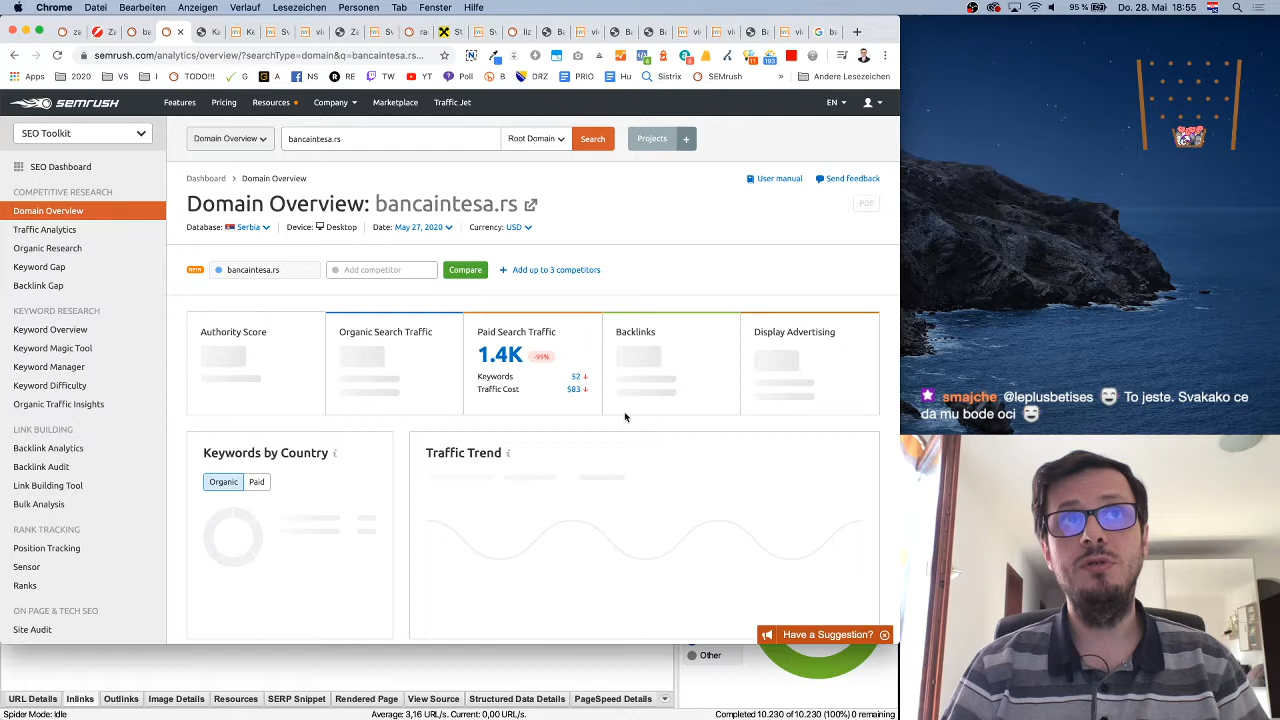 Chrome Datei Bearbeiten Anzeigen Verlauf Lesezeichen Personen Tab Fenster Hilfe
95 % Do. 28. Mai 18:55
semrush.com/analytics/overview/?searchType=domain&q=bancaintesa.rs...
Apps 2020 TODO!!! G A NS RE TW YT Poll DRZ PRIO Hu Sistrix SEMrush » Andere Lesezeichen
SEMRUSH Features Pricing Resources Company Marketplace Traffic Jet EN
SEO Toolkit
Domain Overview bancaintesa.rs Root Domain Search Projects +
SEO Dashboard
COMPETITIVE RESEARCH
Domain Overview
Traffic Analytics
Organic Research
Keyword Gap
Backlink Gap
KEYWORD RESEARCH
Keyword Overview
Keyword Magic Tool
Keyword Manager
Keyword Difficulty
Organic Traffic Insights
LINK BUILDING
Backlink Analytics
Backlink Audit
Link Building Tool
Bulk Analysis
RANK TRACKING
Position Tracking
Sensor
Ranks
ON PAGE & TECH SEO
Site Audit
Dashboard > Domain Overview
User manual Send feedback
Domain Overview: bancaintesa.rs
PDF
Database: Serbia Device: Desktop Date: May 27, 2020 Currency: USD
BETA bancaintesa.rs Add competitor Compare + Add up to 3 competitors
Authority Score
Organic Search Traffic
Paid Search Traffic
1.4K -99%
Keywords 52
Traffic Cost $83
Backlinks
Display Advertising
Keywords by Country i
Organic Paid
Traffic Trend i
Have a Suggestion?
Other
URL Details Inlinks Outlinks Image Details Resources SERP Snippet Rendered Page View Source Structured Data Details PageSpeed Details
Spider Mode: Idle Average: 3,16 URL/s. Current: 0,00 URL/s. Completed 10.230 of 10.230 (100%) 0 remaining
smajche @leplusbetises To jeste. Svakako ce
da mu bode oci